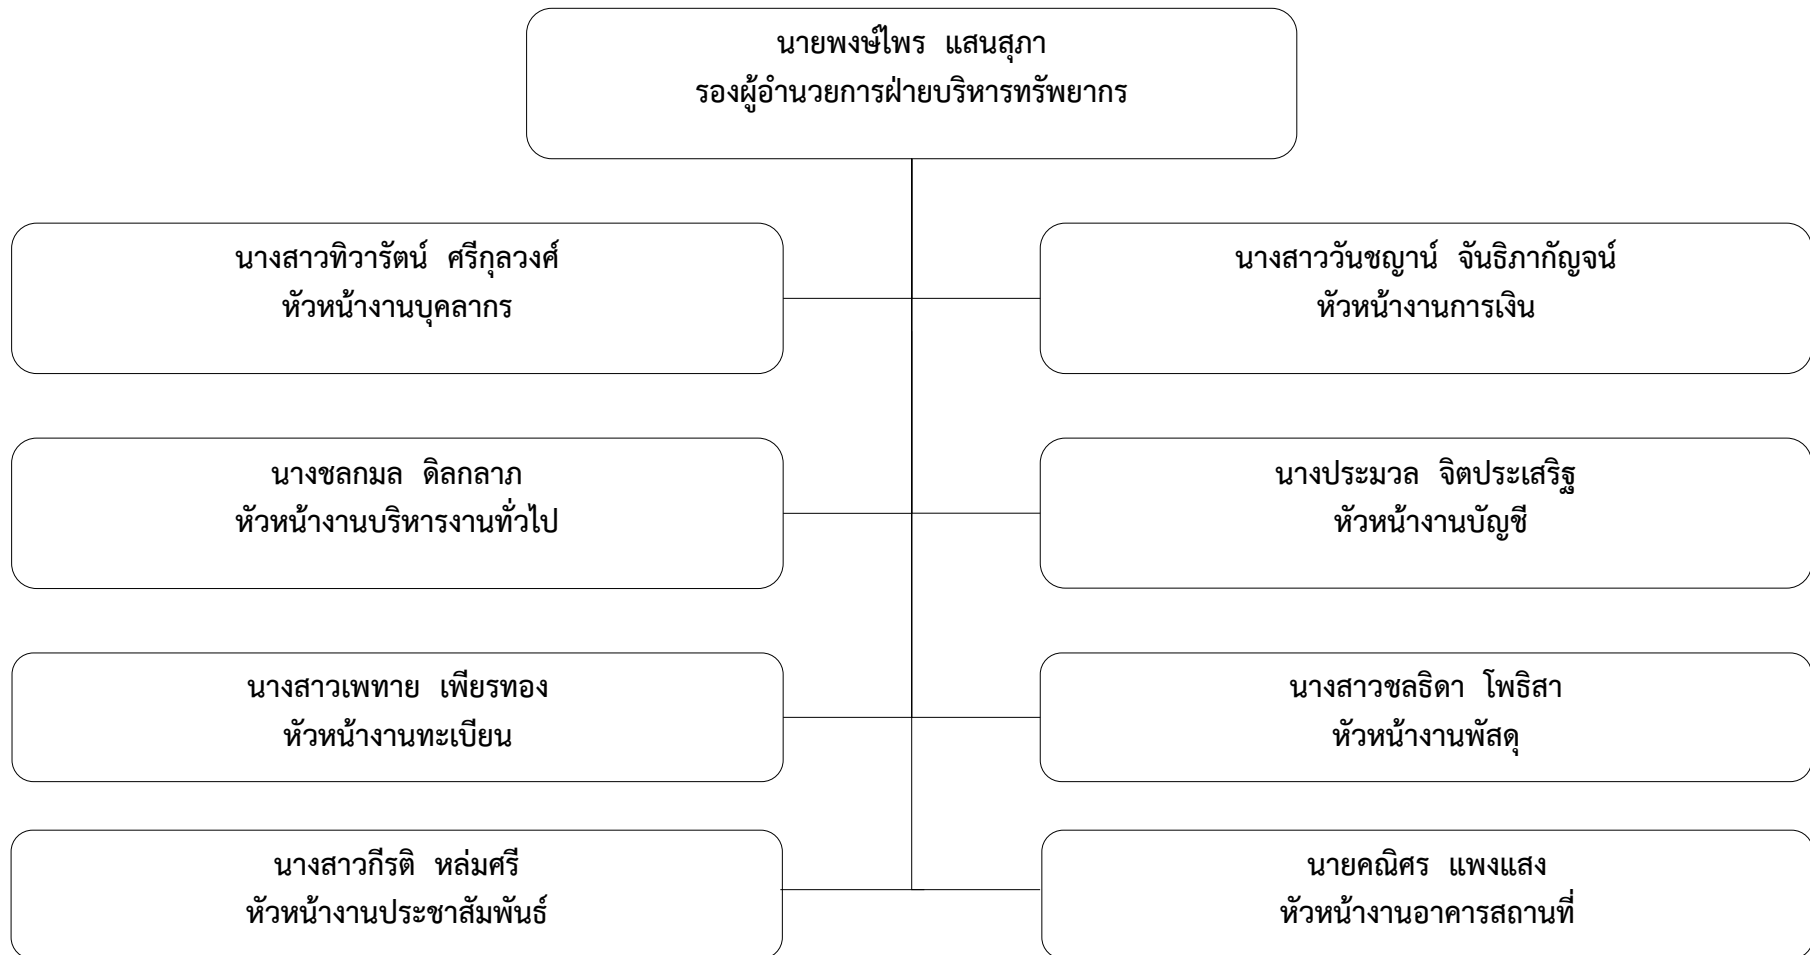 นายพงษ์ไพร แสนสุภา
รองผู้อำนวยการฝ่ายบริหารทรัพยากร
นางสาวทิวารัตน์ ศรีกุลวงศ์
หัวหน้างานบุคลากร
นางสาววันชญาน์ จันธิภากัญจน์
หัวหน้างานการเงิน
นางชลกมล ดิลกลาภ
หัวหน้างานบริหารงานทั่วไป
นางประมวล จิตประเสริฐ
หัวหน้างานบัญชี
นางสาวเพทาย เพียรทอง
หัวหน้างานทะเบียน
นางสาวชลธิดา โพธิสา
หัวหน้างานพัสดุ
นางสาวกีรติ หล่มศรี
หัวหน้างานประชาสัมพันธ์
นายคณิศร แพงแสง
หัวหน้างานอาคารสถานที่